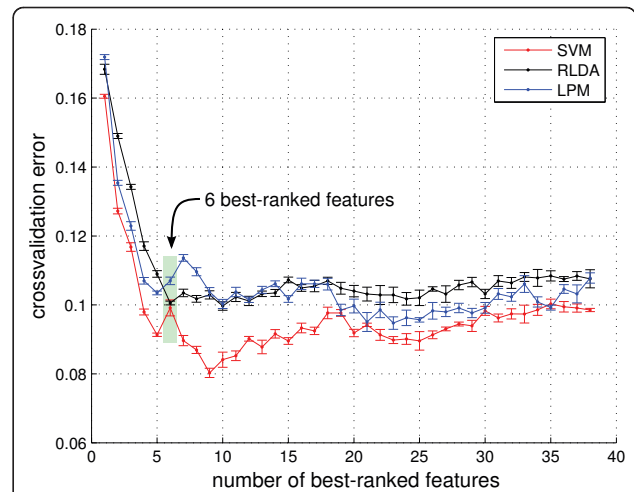 0.18
0.16
0.14
0.12
0.1
0.08
0.06
crossvalidation error
SVM
RLDA
LPM
6 best-ranked features
0 5 10 15 20 25 30 35 40
number of best-ranked features